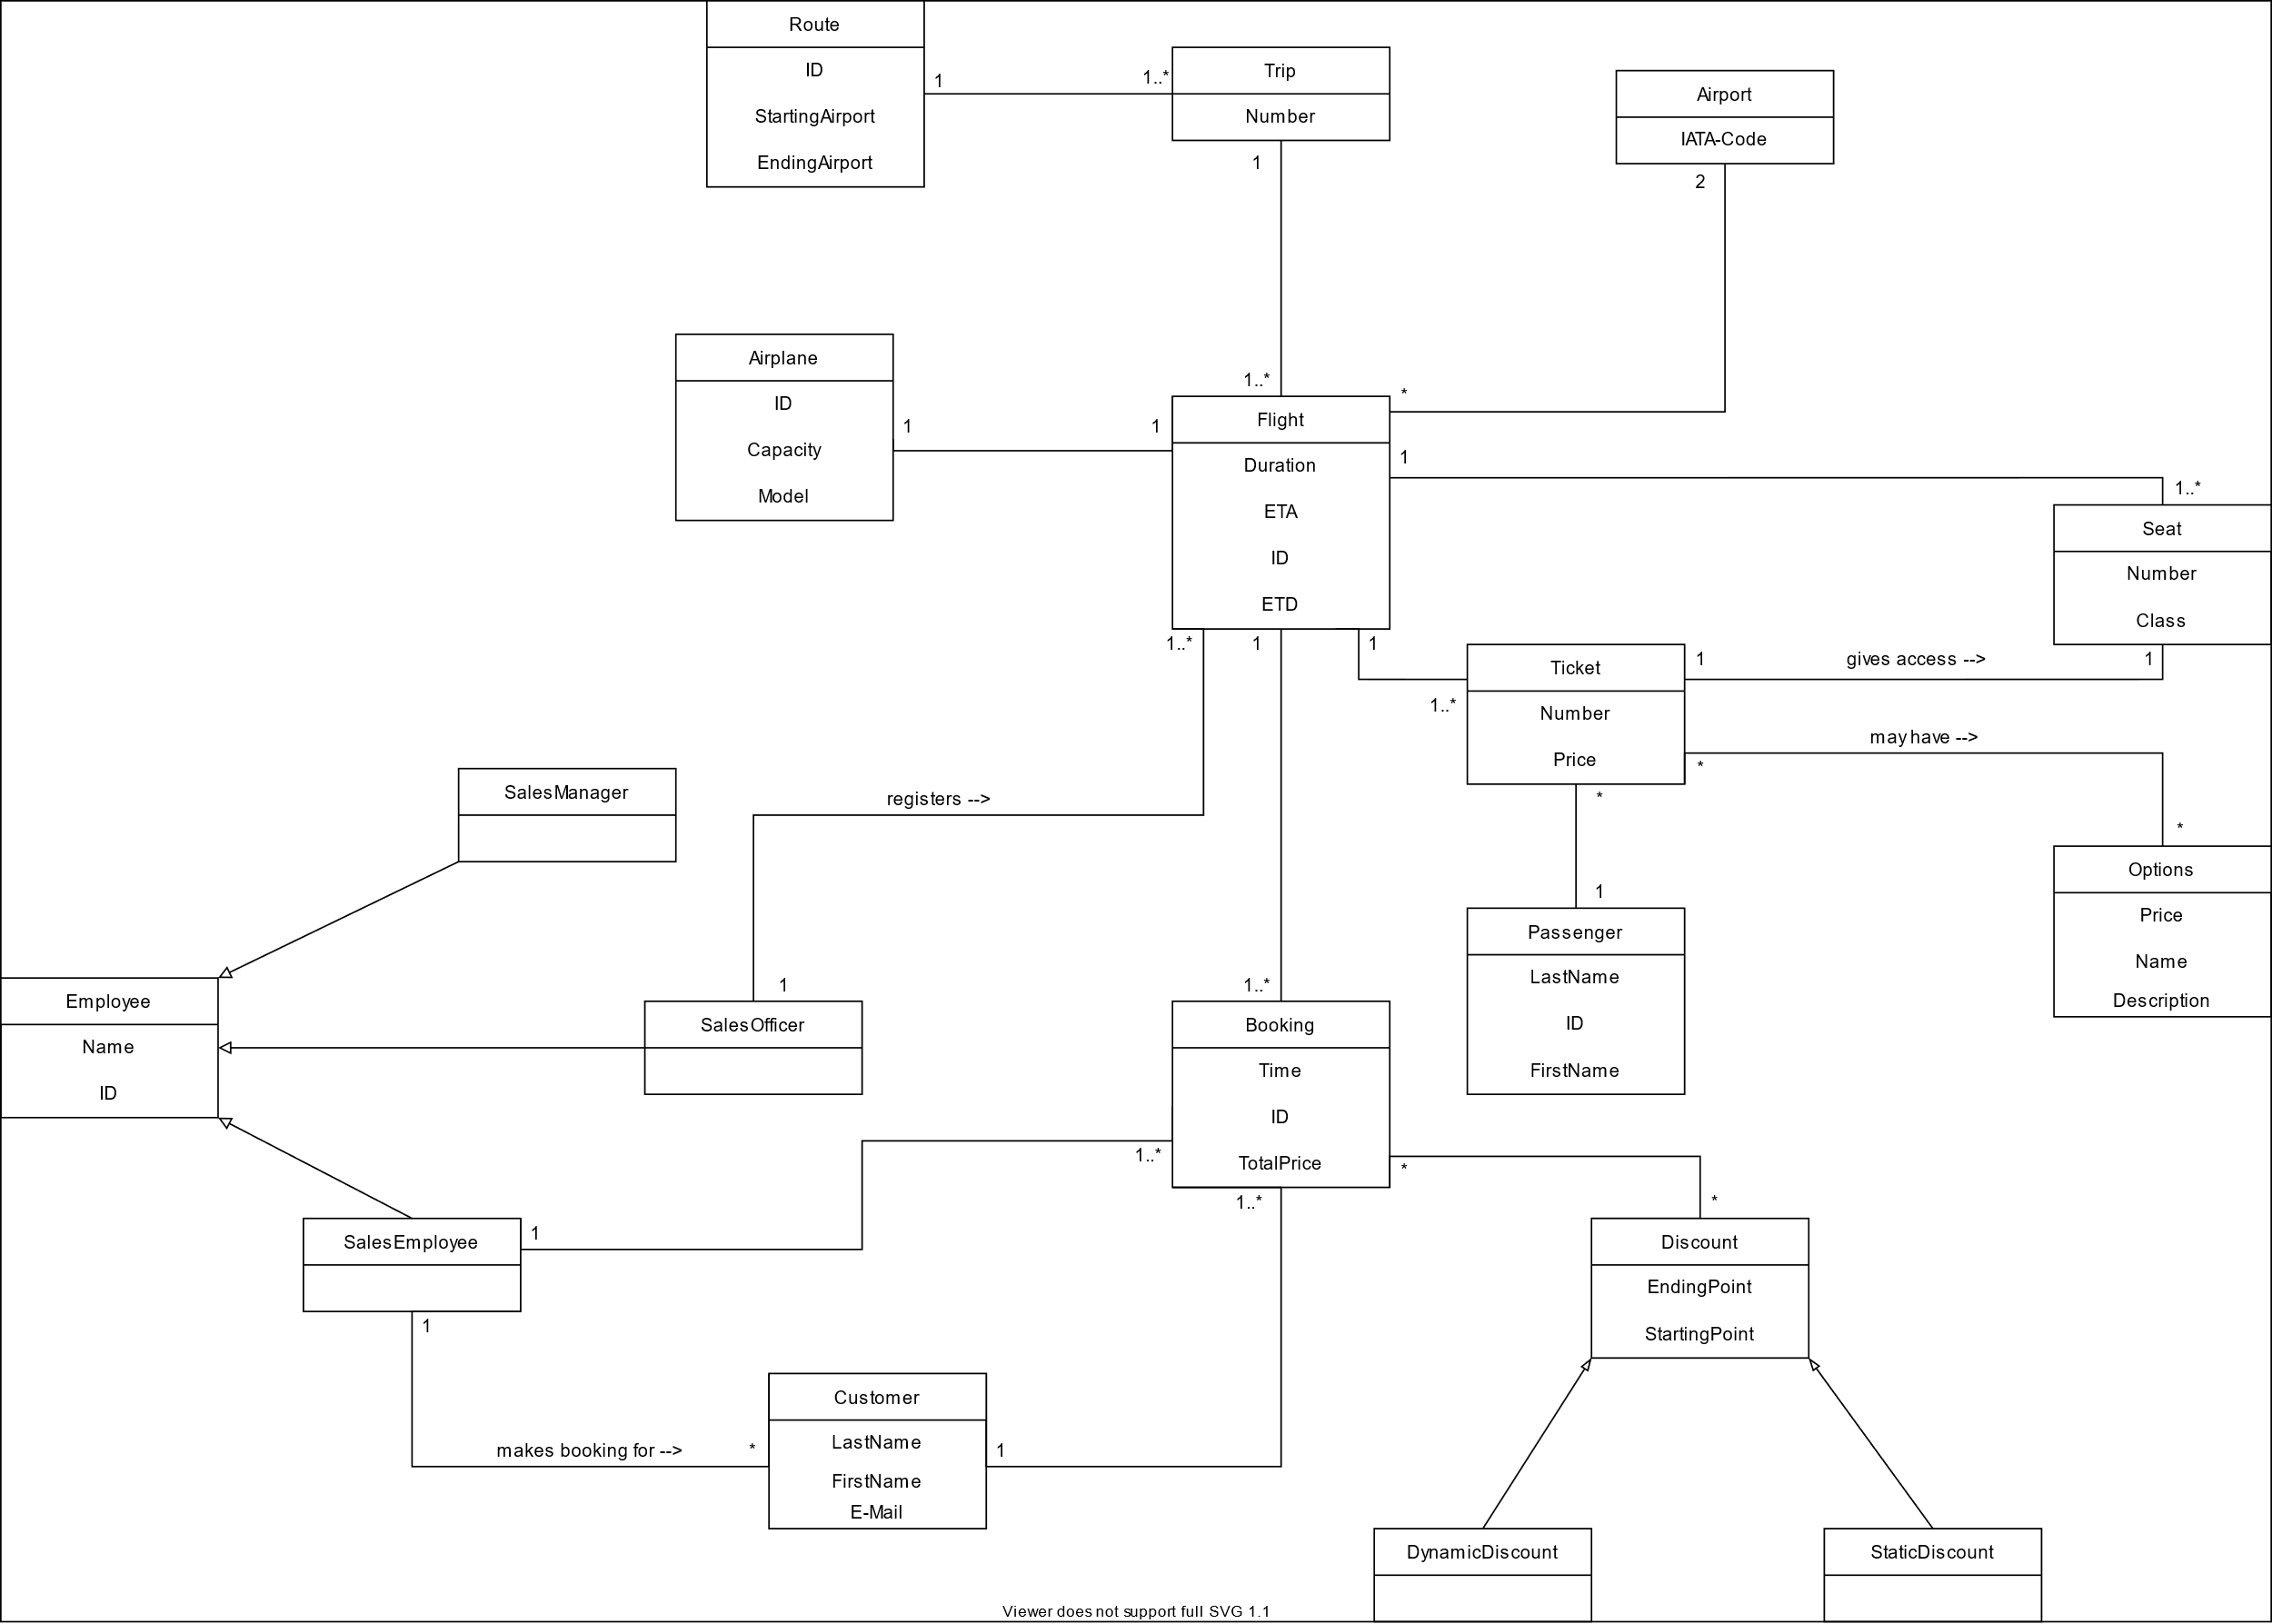 Route
ID
StartingAirport
EndingAirport
1
1..*
Trip
Number
1
Airport
IATA-Code
2
Airplane
ID
Capacity
Model
1
1
1..*
*
Flight
Duration
ETA
ID
ETD
1
1..*
Seat
Number
Class
1..*
1
1
1..*
Ticket
Number
Price
1
gives access -->
1
may have -->
*
*
*
1
Options
Price
Name
Description
Passenger
LastName
ID
FirstName
SalesManager
registers -->
1
Employee
Name
ID
SalesOfficer
1..*
Booking
Time
ID
TotalPrice
1..*
*
1..*
*
SalesEmployee
1
1
Discount
EndingPoint
StartingPoint
makes booking for -->
*
Customer
LastName
FirstName
E-Mail
1
DynamicDiscount
StaticDiscount
Viewer does not support full SVG 1.1